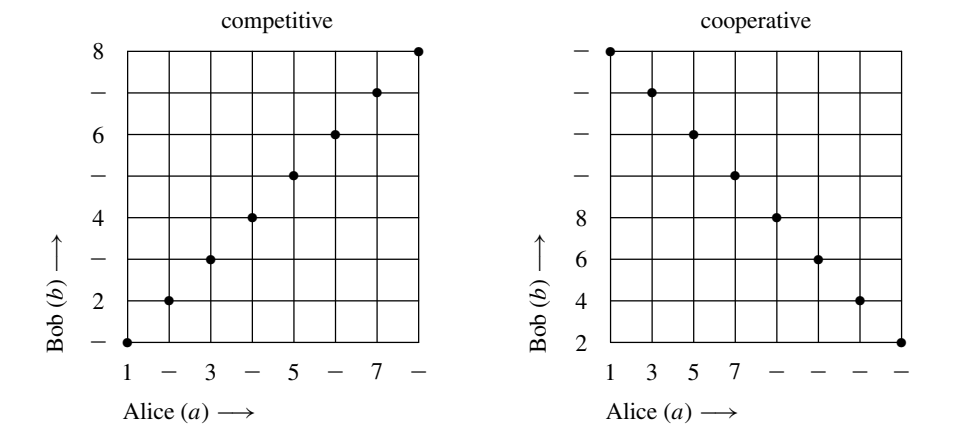 competitive
8
–
6
–
4
–
2
–
Bob (b) ⟶
1 – 3 – 5 – 7 –
Alice (a) ⟶
cooperative
–
–
–
–
8
6
4
2
Bob (b) ⟶
1 3 5 7 – – – –
Alice (a) ⟶